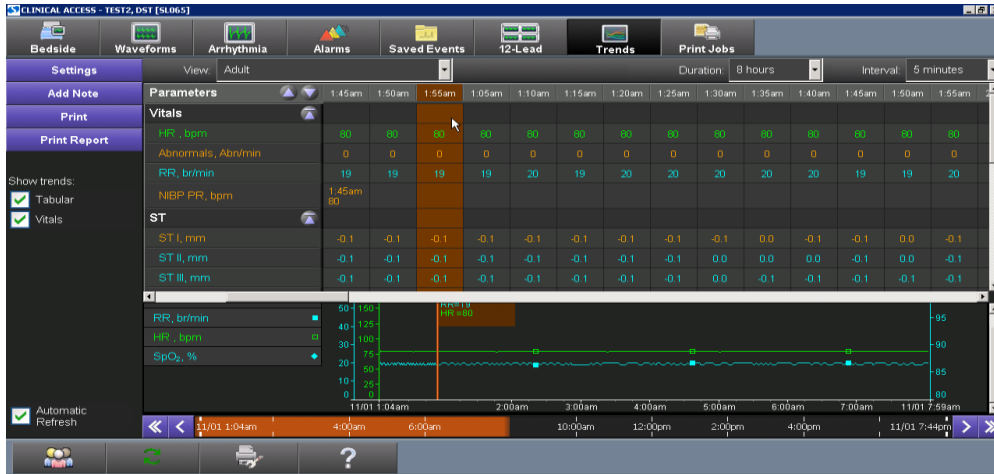 CLINICAL ACCESS - TEST2, DST [SL065]
Bedside Waveforms Arrhythmia Alarms Saved Events 12-Lead Trends Print Jobs
Settings View: Adult Duration: 8 hours Interval: 5 minutes
Add Note Parameters 1:45am 1:50am 1:55am 1:05am 1:10am 1:15am 1:20am 1:25am 1:30am 1:35am 1:40am 1:45am 1:50am 1:55am
Print Vitals
Print Report HR , bpm 80 80 80 80 80 80 80 80 80 80 80 80 80 80
Abnormals, Abn/min 0 0 0 0 0 0 0 0 0 0 0 0 0 0
RR, br/min 19 19 19 19 20 19 20 20 20 20 20 19 19 20
Show trends:
Tabular NIBP PR, bpm 1:45am
80
Vitals ST
ST I, mm -0.1 -0.1 -0.1 -0.1 -0.1 -0.1 -0.1 -0.1 -0.1 0.0 -0.1 -0.1 0.0 -0.1
ST II, mm -0.1 -0.1 -0.1 -0.1 -0.1 -0.1 -0.1 -0.1 0.0 0.0 0.0 -0.1 0.0 -0.1
ST III, mm -0.1 -0.1 -0.1 -0.1 -0.1 -0.1 -0.1 -0.1 0.0 -0.1 -0.1 -0.1 -0.1 -0.1
RR, br/min 50 150 RR=19 95
HR , bpm 40 125 HR =80
SpO₂, % 30 100 90
75
20 50 85
10 25
0 0 80
11/01 1:04am 2:00am 3:00am 4:00am 5:00am 6:00am 7:00am 11/01 7:59am
Automatic
Refresh
11/01 1:04am 4:00am 6:00am 10:00am 12:00pm 2:00pm 4:00pm 11/01 7:44pm
?